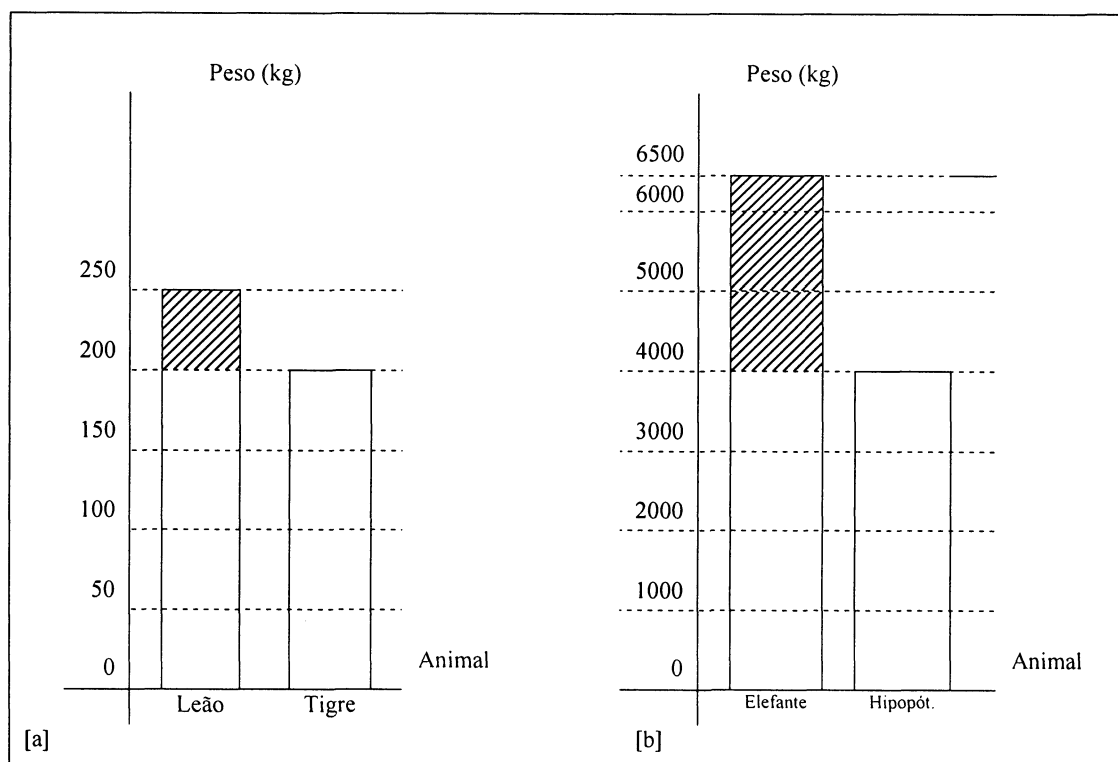 Peso (kg)
250
200
150
100
50
0
Animal
Leão
Tigre
[a]
Peso (kg)
6500
6000
5000
4000
3000
2000
1000
0
Animal
Elefante
Hipopót.
[b]